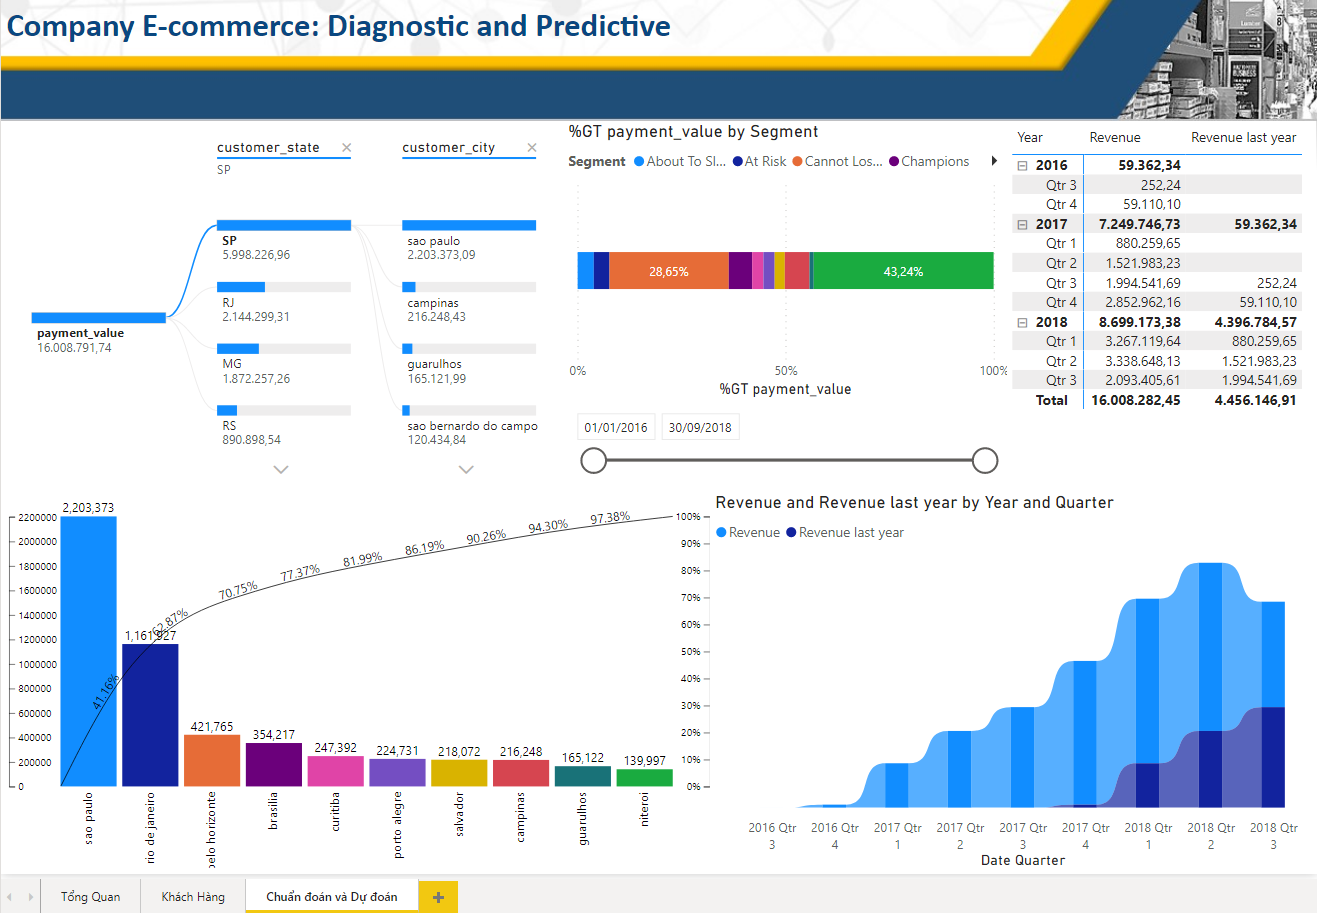 Company E-commerce: Diagnostic and Predictive
customer_state
SP
customer_city
payment_value
16.008.791,74
SP
5.998.226,96
RJ
2.144.299,31
MG
1.872.257,26
RS
890.898,54
sao paulo
2.203.373,09
campinas
216.248,43
guarulhos
165.121,99
sao bernardo do campo
120.434,84
%GT payment_value by Segment
Segment About To Sl... At Risk Cannot Los... Champions
28,65% 43,24%
0% 50% 100%
%GT payment_value
01/01/2016 30/09/2018
Year Revenue Revenue last year
2016 59.362,34
Qtr 3 252,24
Qtr 4 59.110,10
2017 7.249.746,73 59.362,34
Qtr 1 880.259,65
Qtr 2 1.521.983,23
Qtr 3 1.994.541,69 252,24
Qtr 4 2.852.962,16 59.110,10
2018 8.699.173,38 4.396.784,57
Qtr 1 3.267.119,64 880.259,65
Qtr 2 3.338.648,13 1.521.983,23
Qtr 3 2.093.405,61 1.994.541,69
Total 16.008.282,45 4.456.146,91
2200000
2000000
1800000
1600000
1400000
1200000
1000000
800000
600000
400000
200000
0
2,203,373
1,161,927
421,765
354,217
247,392
224,731
218,072
216,248
165,122
139,997
41.16%
62.87%
70.75%
77.37%
81.99%
86.19%
90.26%
94.30%
97.38%
100%
90%
80%
70%
60%
50%
40%
30%
20%
10%
0%
sao paulo
rio de janeiro
belo horizonte
brasilia
curitiba
porto alegre
salvador
campinas
guarulhos
niteroi
Revenue and Revenue last year by Year and Quarter
Revenue Revenue last year
2016 Qtr 3
2016 Qtr 4
2017 Qtr 1
2017 Qtr 2
2017 Qtr 3
2017 Qtr 4
2018 Qtr 1
2018 Qtr 2
2018 Qtr 3
Date Quarter
Tổng Quan Khách Hàng Chuẩn đoán và Dự đoán +